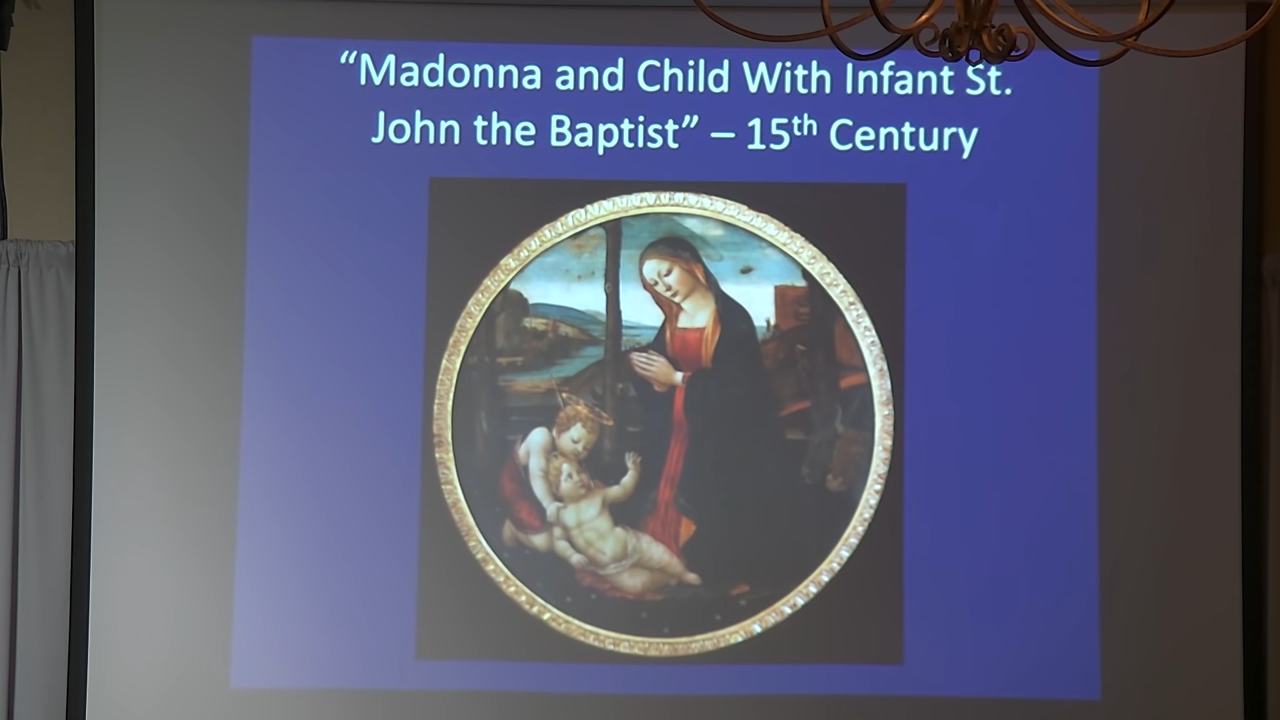 “Madonna and Child With Infant St.
John the Baptist” – 15th Century